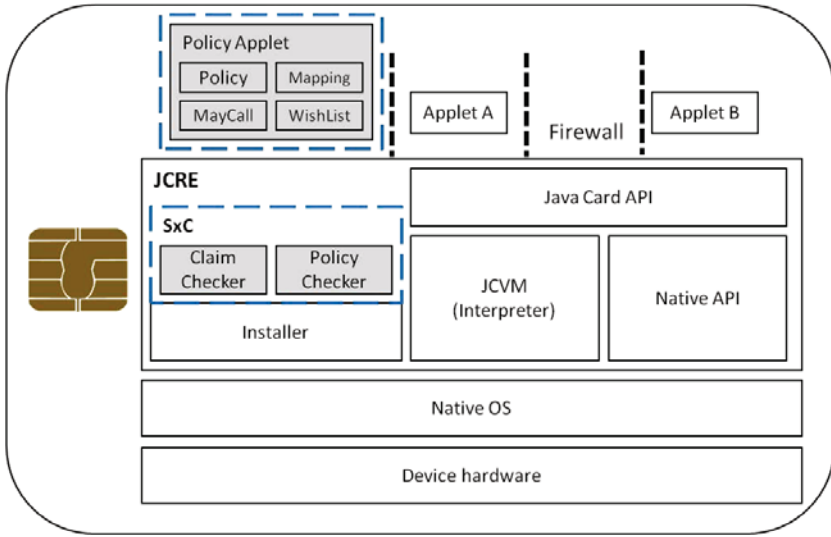 Policy Applet
Policy
Mapping
MayCall
WishList
Applet A
Firewall
Applet B
JCRE
Java Card API
SxC
Claim
Checker
Policy
Checker
JCVM
(Interpreter)
Native API
Installer
Native OS
Device hardware